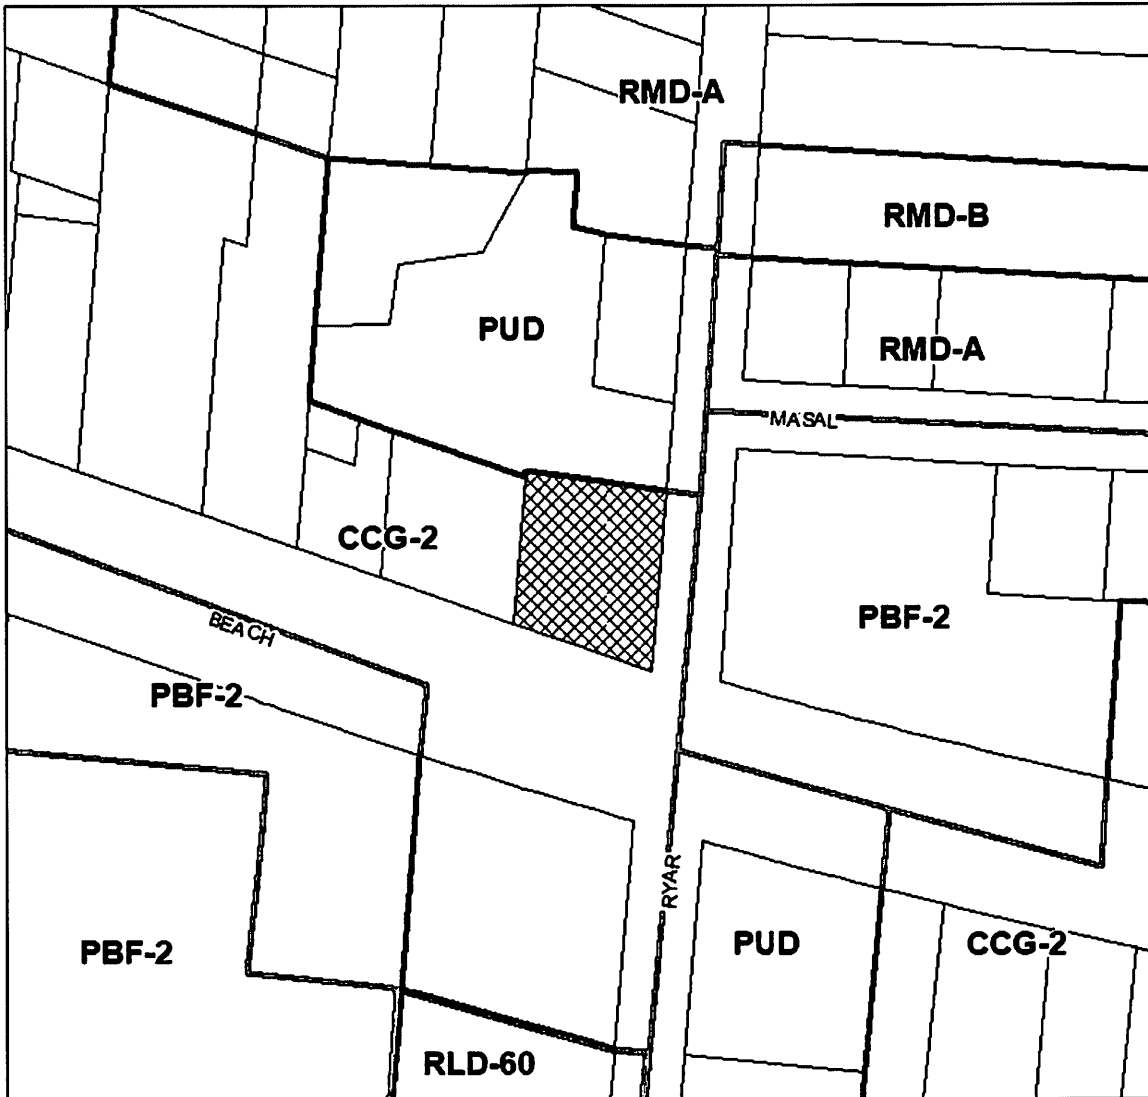 RMD-A
RMD-B
PUD
RMD-A
MASAL
CCG-2
PBF-2
BEACH
PBF-2
RYAR
PBF-2
PUD
CCG-2
RLD-60